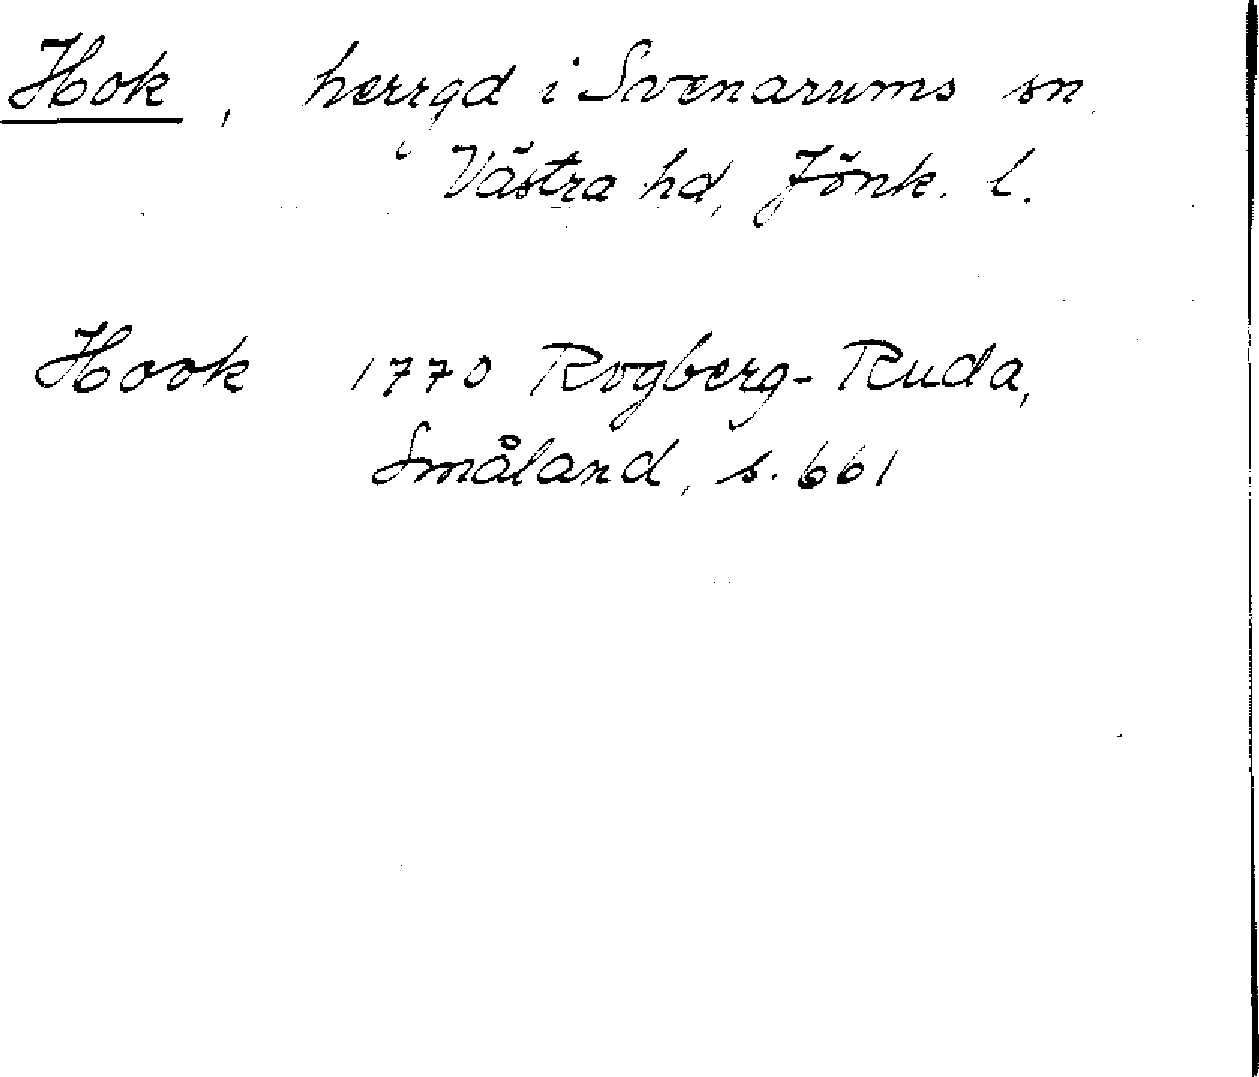 Hok, herrgd i Svenarums sn,
Västra hd, Jönk. l.
Hook 1770 Rogberg-Ruda,
Småland, s. 661